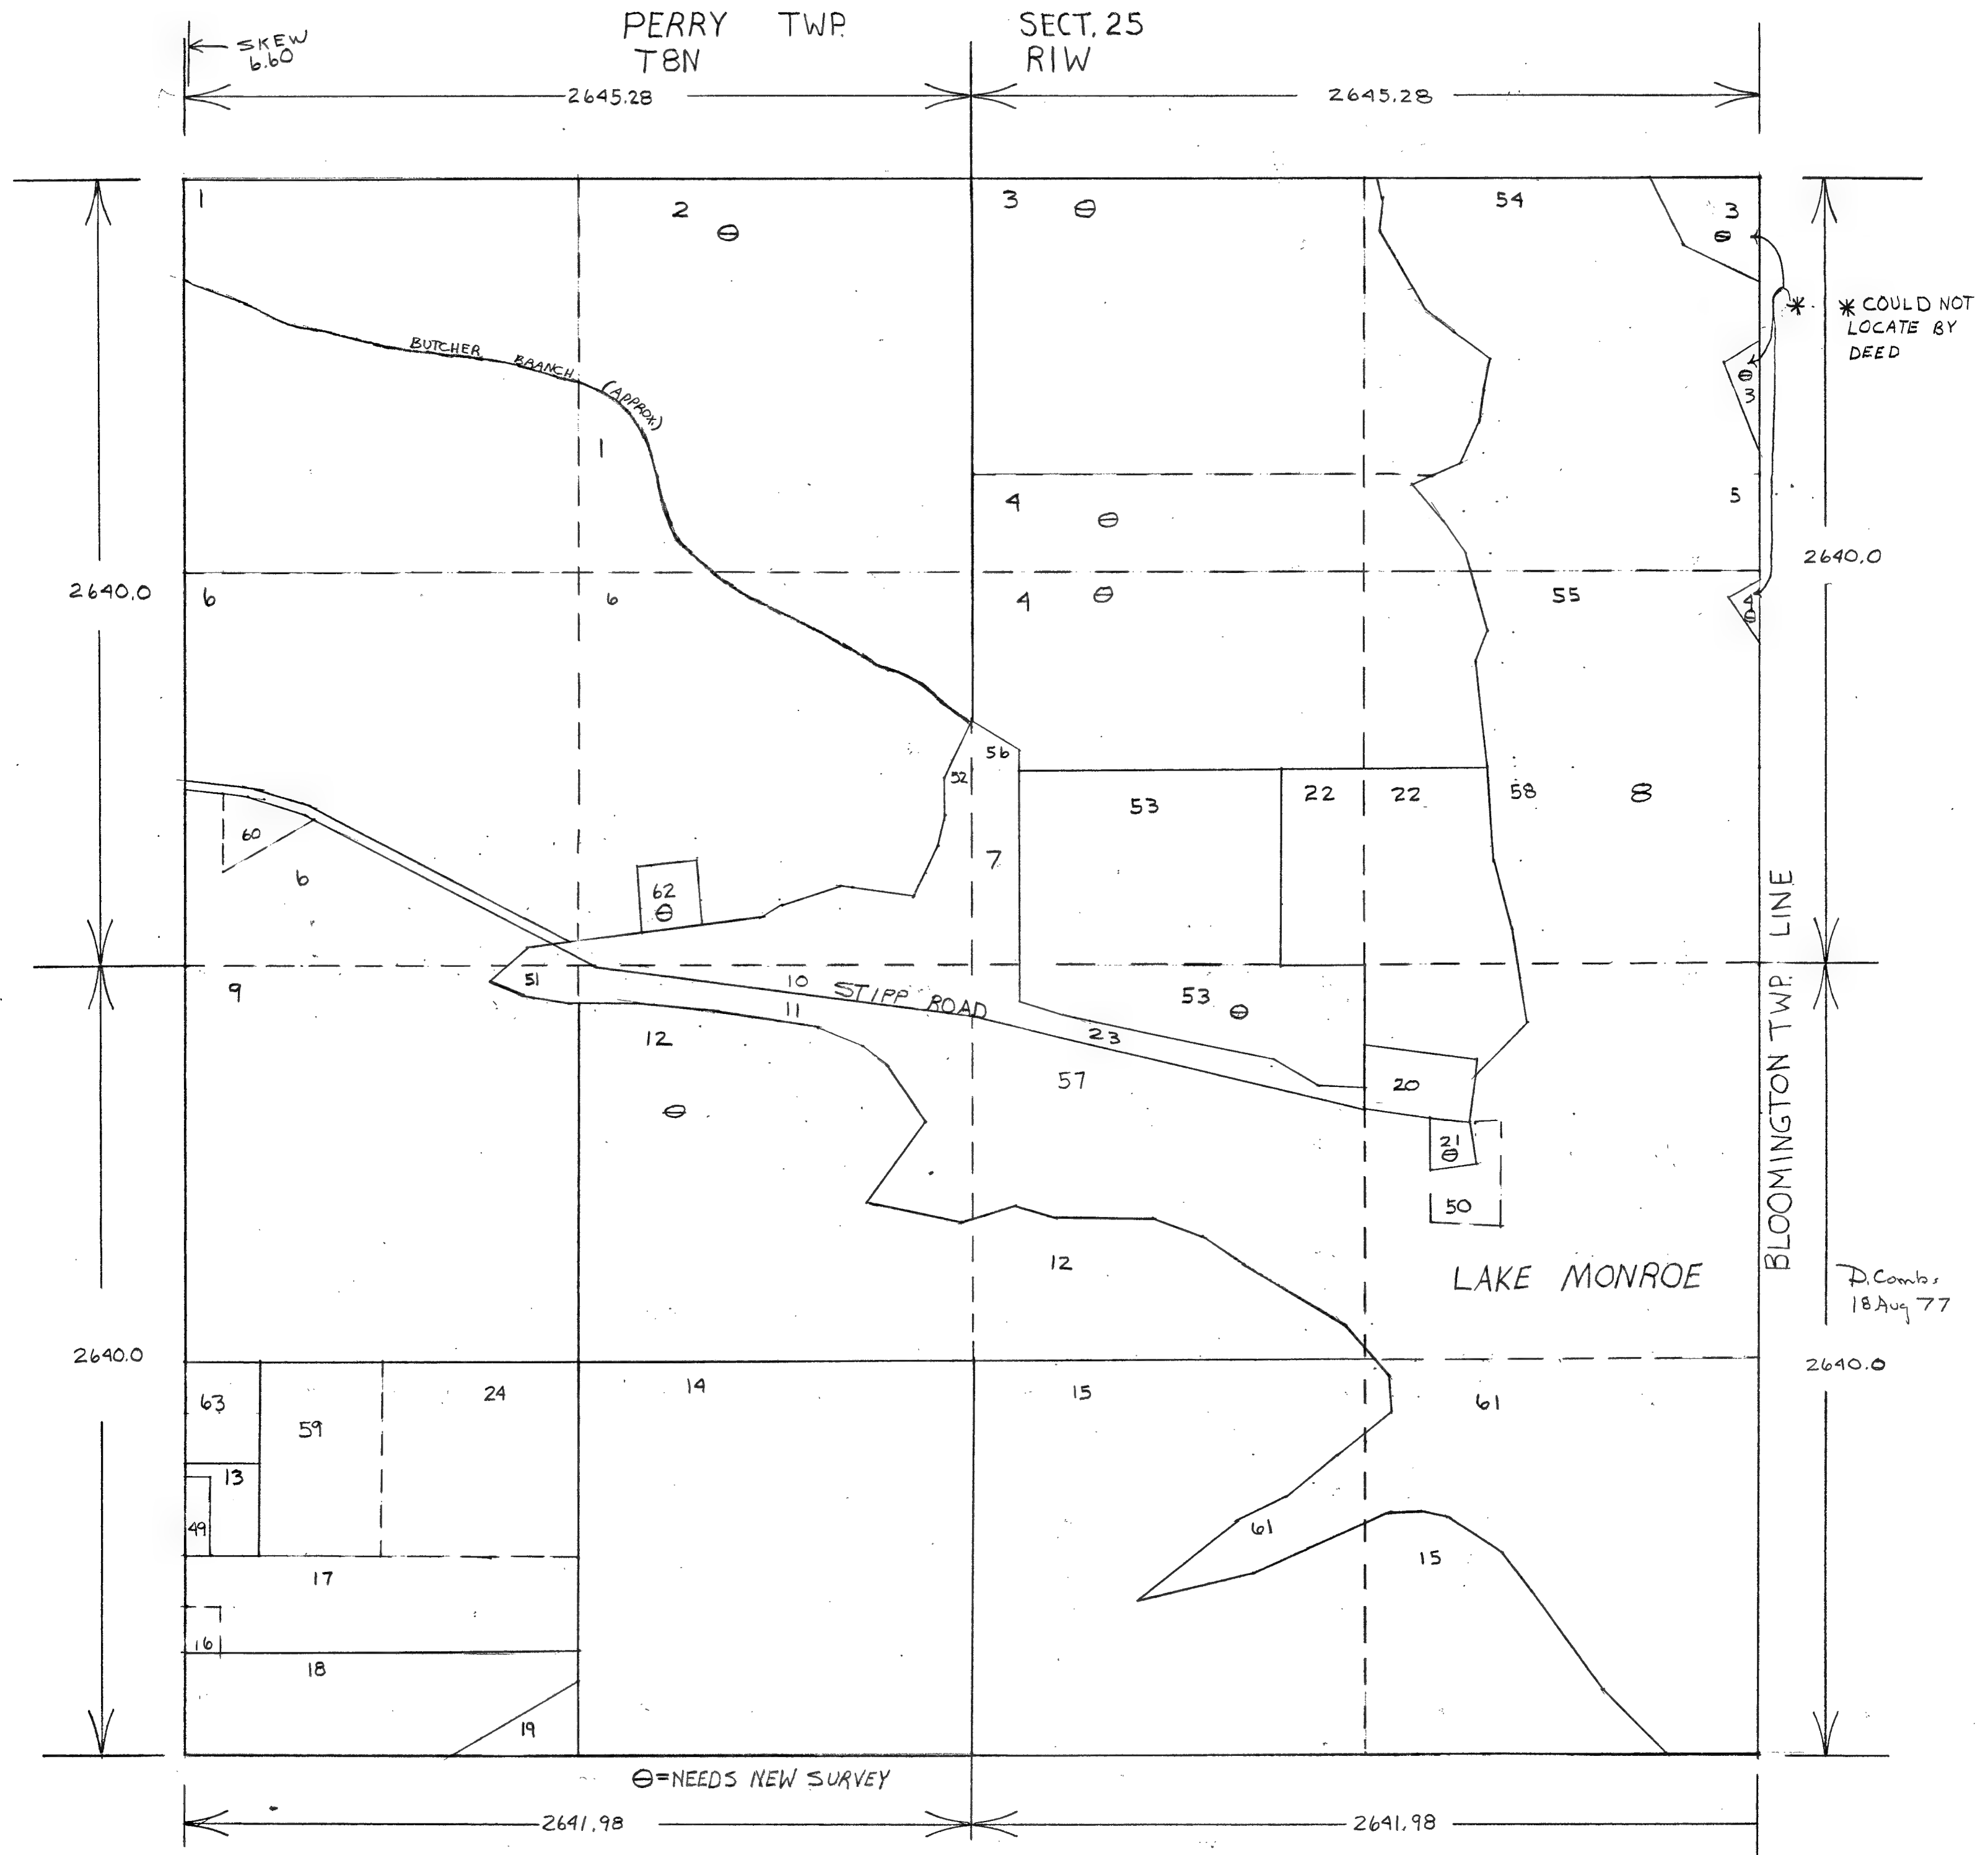 PERRY TWP. SECT. 25
T8N R1W
SKEW
6.60
2645.28 2645.28
1 2 ⊖ 3 ⊖ 54 3 ⊖
* * COULD NOT
LOCATE BY
DEED
BUTCHER BRANCH (APPROX.)
⊖
3
1
4 ⊖ 5
2640.0 2640.0
6 6 4 ⊖ 55 4 ⊖
56
52
53 22 22 58 8
60
6 62 ⊖ 7
BLOOMINGTON TWP. LINE
51 10 STIPP ROAD
9 11 53 ⊖
12 23
57 20
⊖
21 ⊖
50
12
LAKE MONROE
D. Combs
18 Aug 77
2640.0 2640.0
63 59 24 14 15 61
13
49 61 15
17
16
18
19
⊖=NEEDS NEW SURVEY
2641.98 2641.98